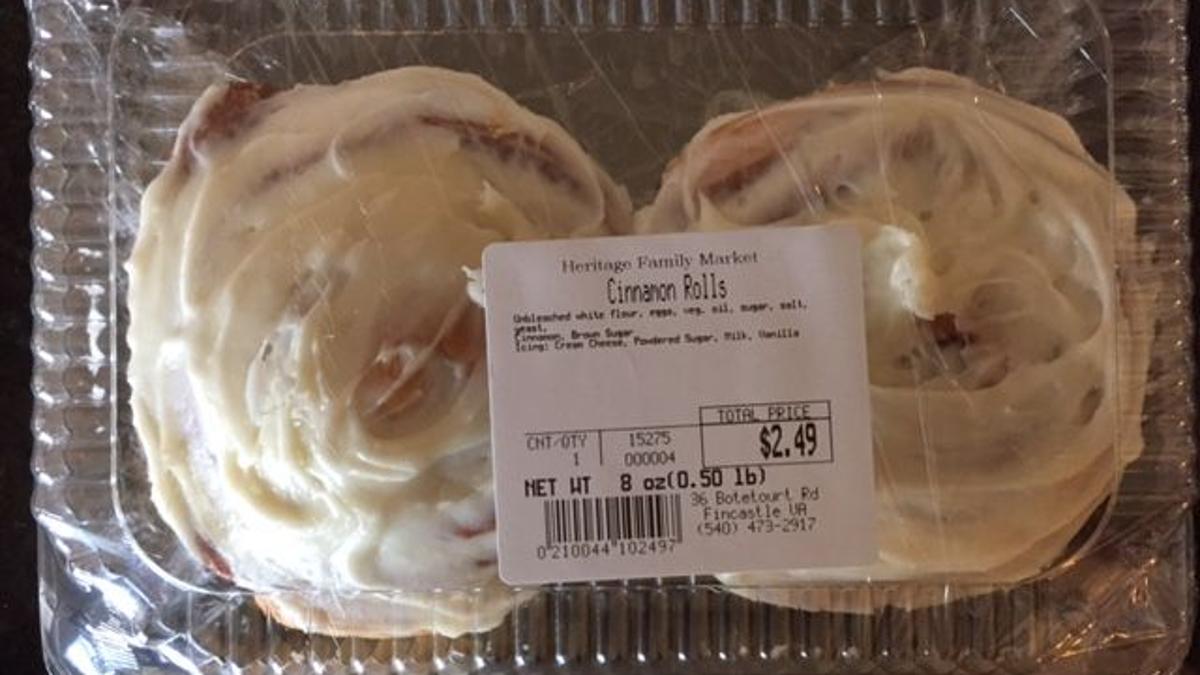 Heritage Family Market
Cinnamon Rolls
Unbleached white flour, eggs, veg. oil, sugar, salt,
yeast.
Cinnamon, Brown Sugar
Icing: Cream Cheese, Powdered Sugar, Milk, Vanilla
TOTAL PRICE
$2.49
CNT/QTY 15275
1 000004
NET WT 8 oz(0.50 lb)
36 Botetourt Rd
Fincastle VA
(540) 473-2917
0 210044 102497